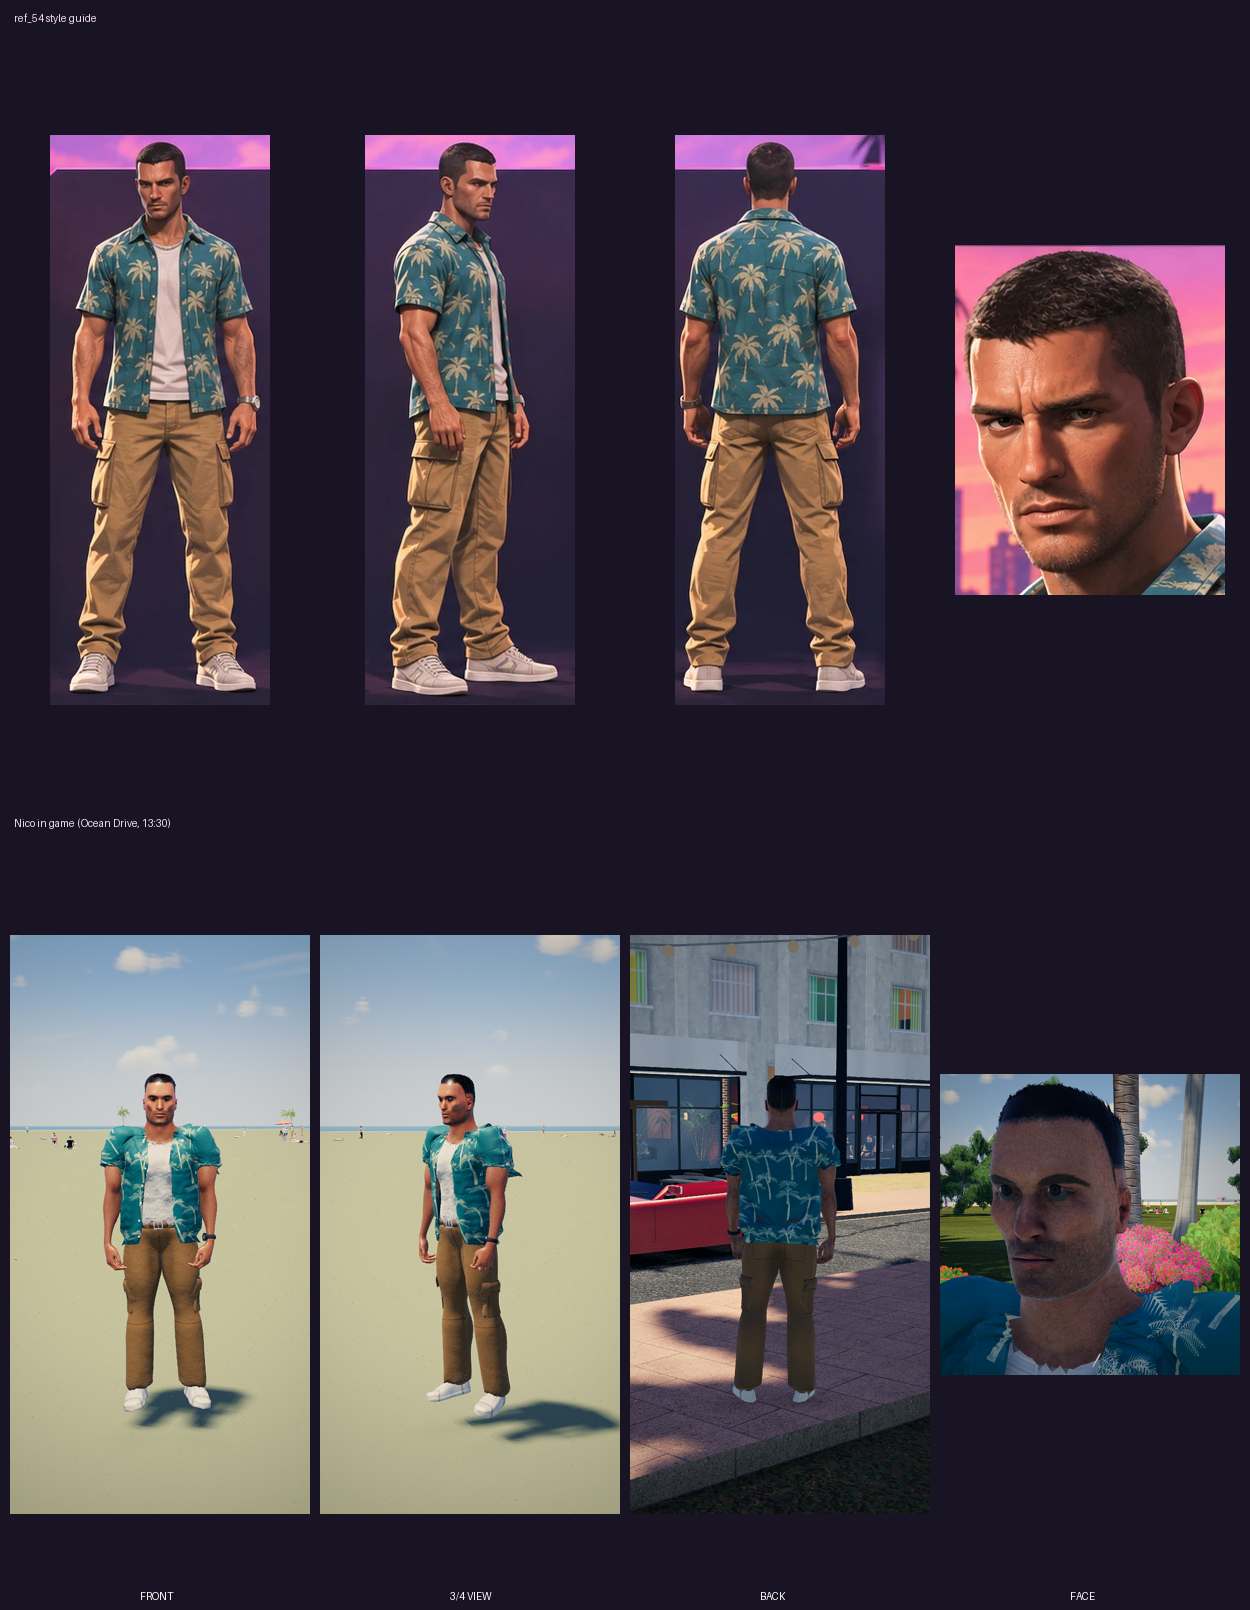 ref_54 style guide
Nico in game (Ocean Drive, 13:30)
FRONT
3/4 VIEW
BACK
FACE